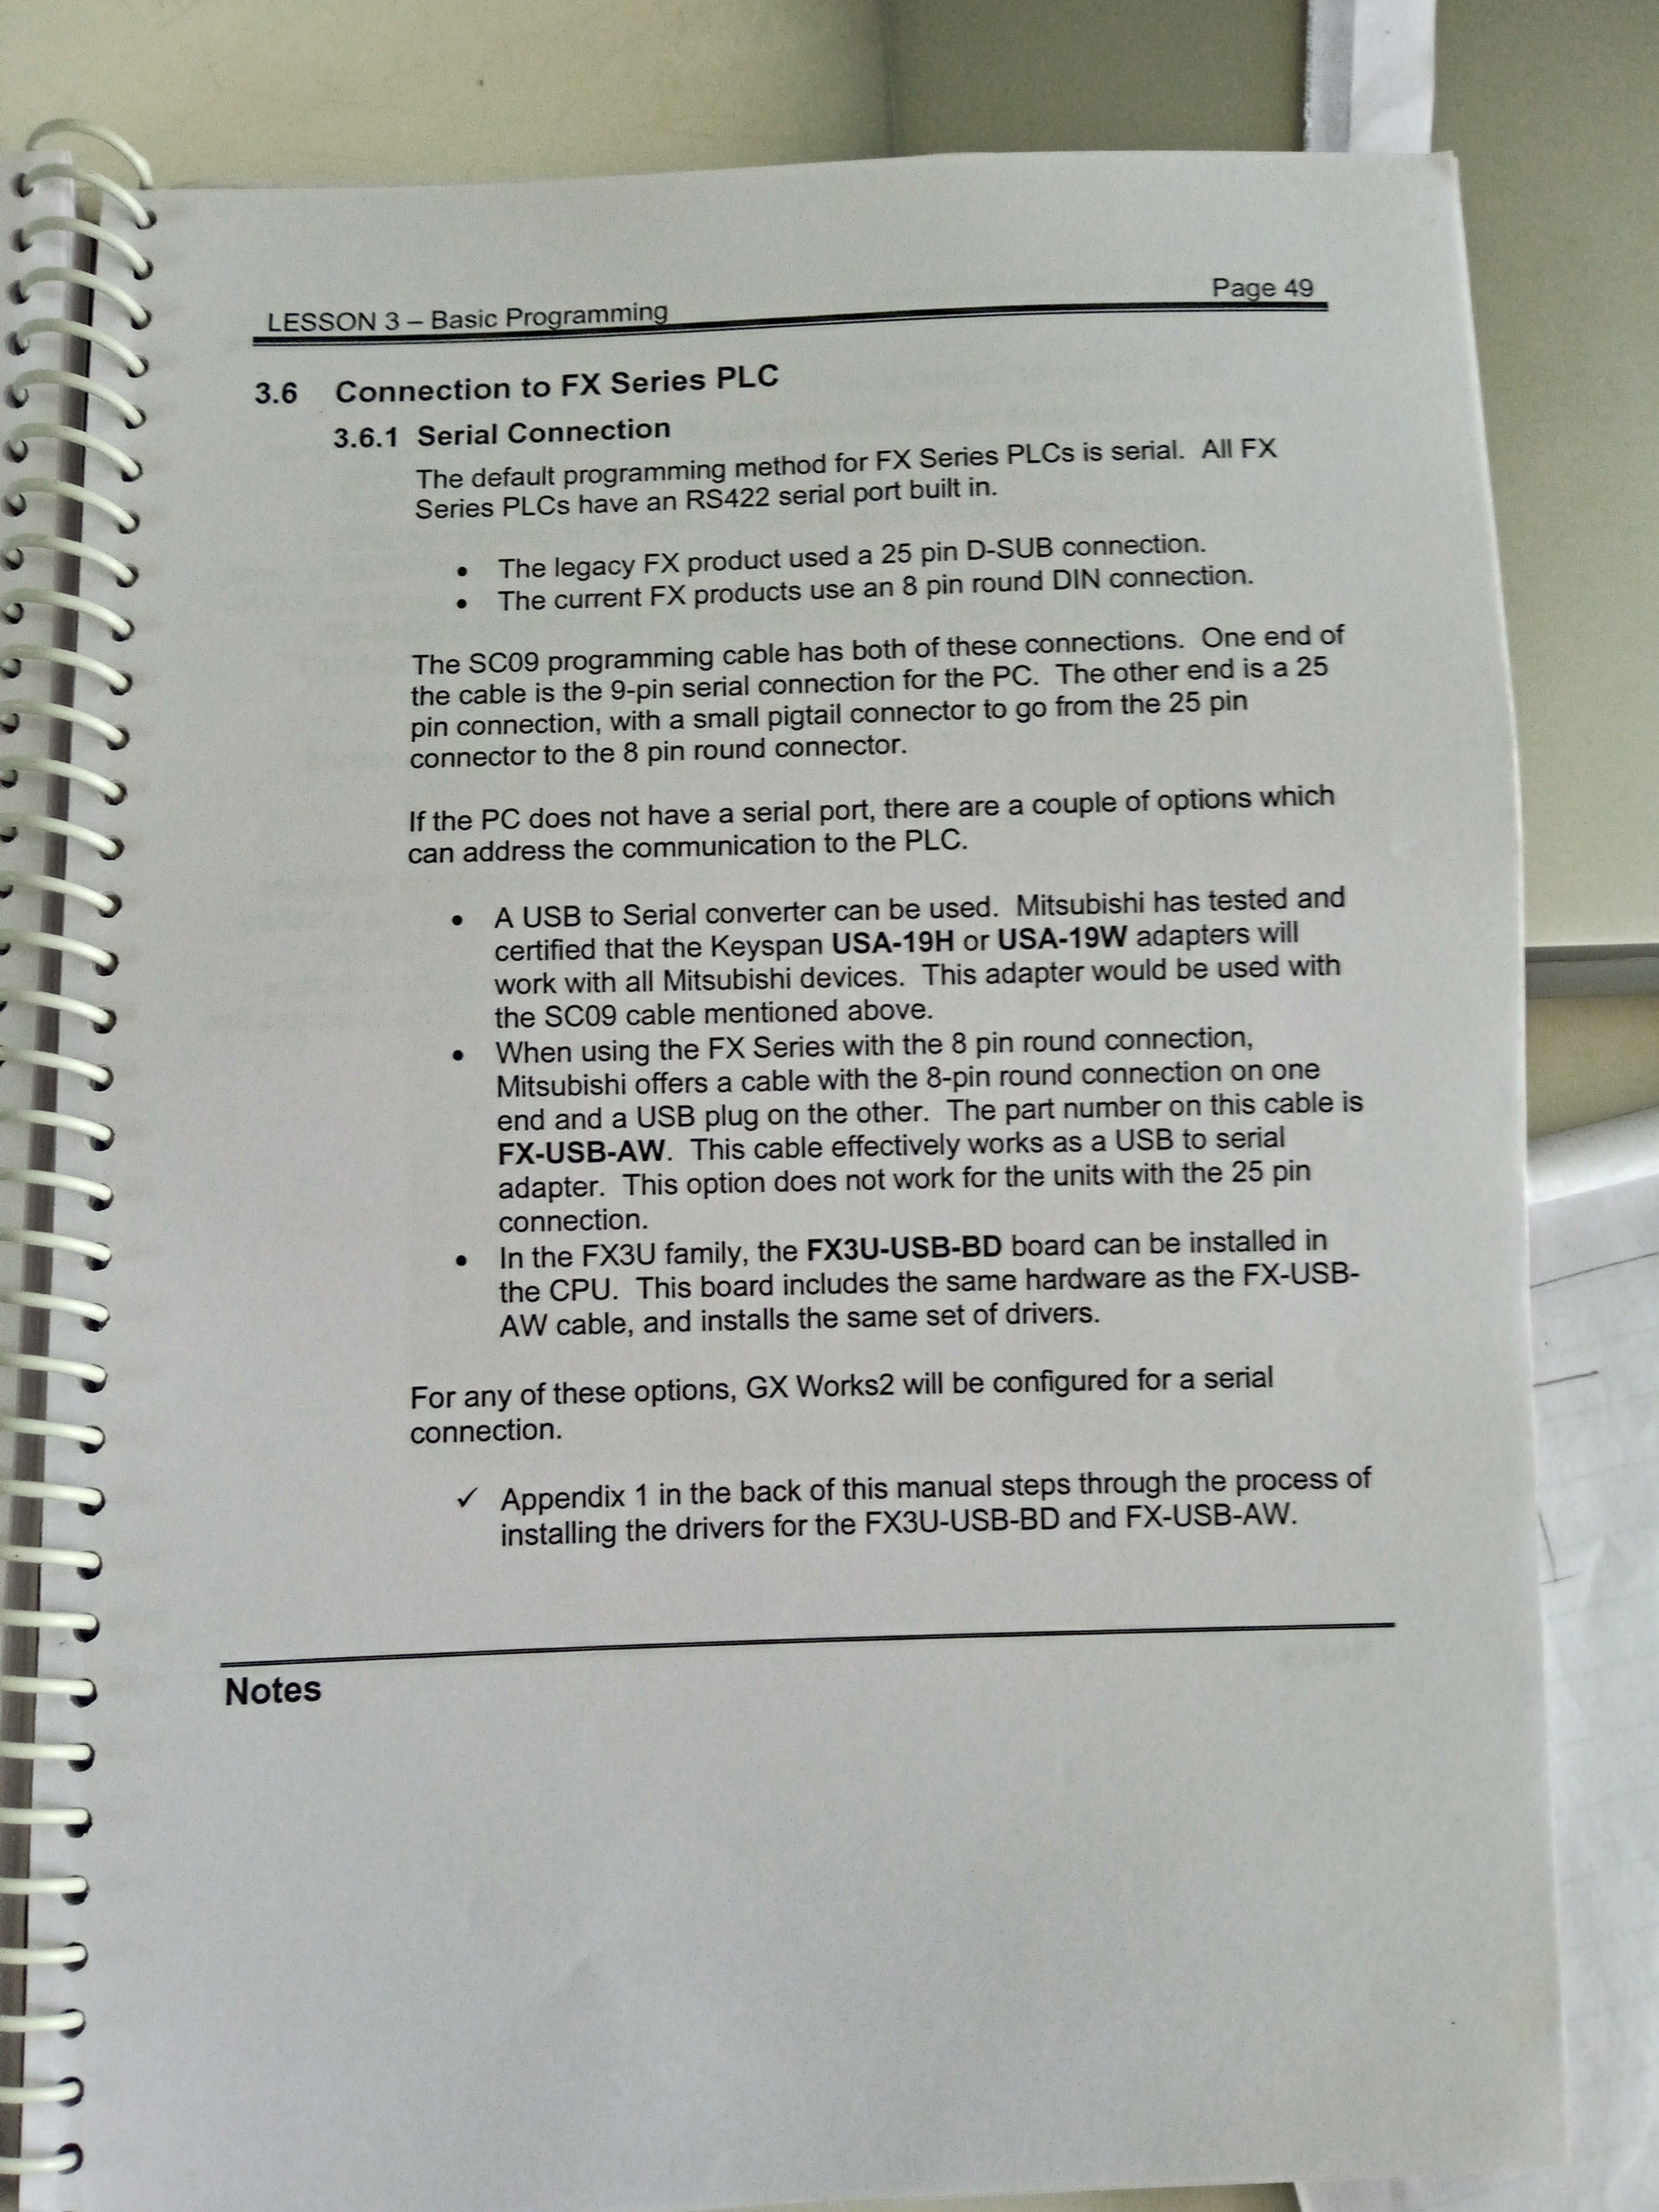 LESSON 3 – Basic Programming Page 49
3.6 Connection to FX Series PLC
3.6.1 Serial Connection
The default programming method for FX Series PLCs is serial. All FX
Series PLCs have an RS422 serial port built in.
• The legacy FX product used a 25 pin D-SUB connection.
• The current FX products use an 8 pin round DIN connection.
The SC09 programming cable has both of these connections. One end of
the cable is the 9-pin serial connection for the PC. The other end is a 25
pin connection, with a small pigtail connector to go from the 25 pin
connector to the 8 pin round connector.
If the PC does not have a serial port, there are a couple of options which
can address the communication to the PLC.
• A USB to Serial converter can be used. Mitsubishi has tested and
certified that the Keyspan USA-19H or USA-19W adapters will
work with all Mitsubishi devices. This adapter would be used with
the SC09 cable mentioned above.
• When using the FX Series with the 8 pin round connection,
Mitsubishi offers a cable with the 8-pin round connection on one
end and a USB plug on the other. The part number on this cable is
FX-USB-AW. This cable effectively works as a USB to serial
adapter. This option does not work for the units with the 25 pin
connection.
• In the FX3U family, the FX3U-USB-BD board can be installed in
the CPU. This board includes the same hardware as the FX-USB-
AW cable, and installs the same set of drivers.
For any of these options, GX Works2 will be configured for a serial
connection.
✓ Appendix 1 in the back of this manual steps through the process of
installing the drivers for the FX3U-USB-BD and FX-USB-AW.
Notes